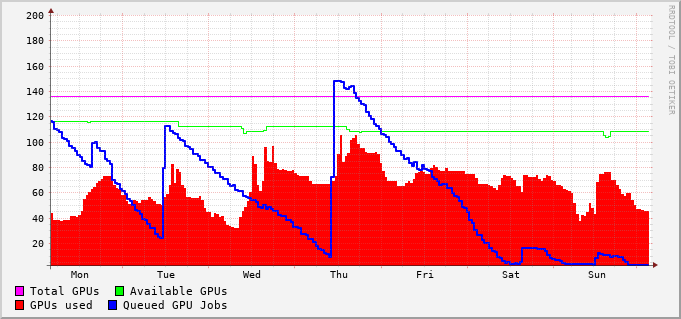 200
180
160
140
120
100
80
60
40
20
Mon Tue Wed Thu Fri Sat Sun
Total GPUs Available GPUs
GPUs used Queued GPU Jobs
RRDTOOL / TOBI OETIKER